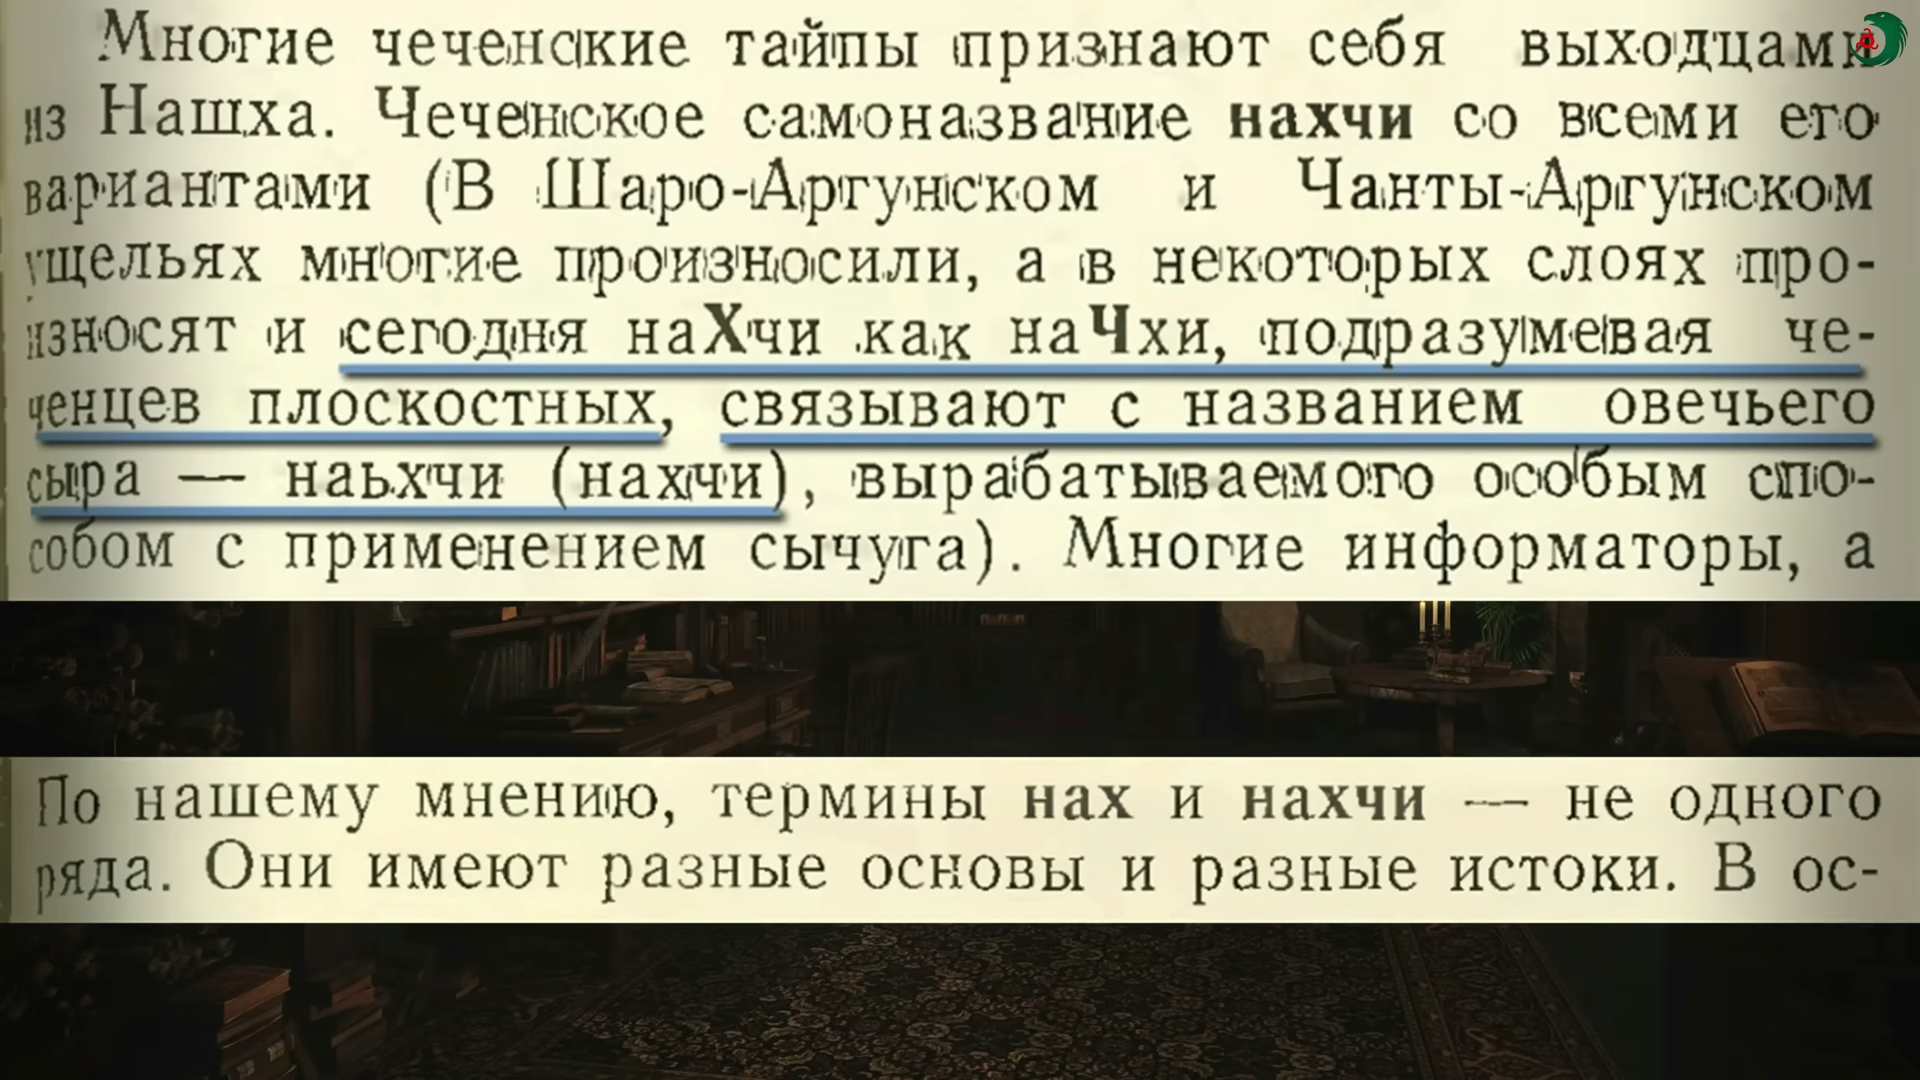 Многие чеченские тайпы признают себя выходцами
из Нашха. Чеченское самоназвание нахчи со всеми его
вариантами (В Шаро-Аргунском и Чанты-Аргунском
ущельях многие произносили, а в некоторых слоях про-
износят и сегодня наХчи как наЧхи, подразумевая че-
ченцев плоскостных, связывают с названием овечьего
сыра — наьхчи (нахчи), вырабатываемого особым спо-
собом с применением сычуга). Многие информаторы, а
По нашему мнению, термины нах и нахчи — не одного
ряда. Они имеют разные основы и разные истоки. В ос-